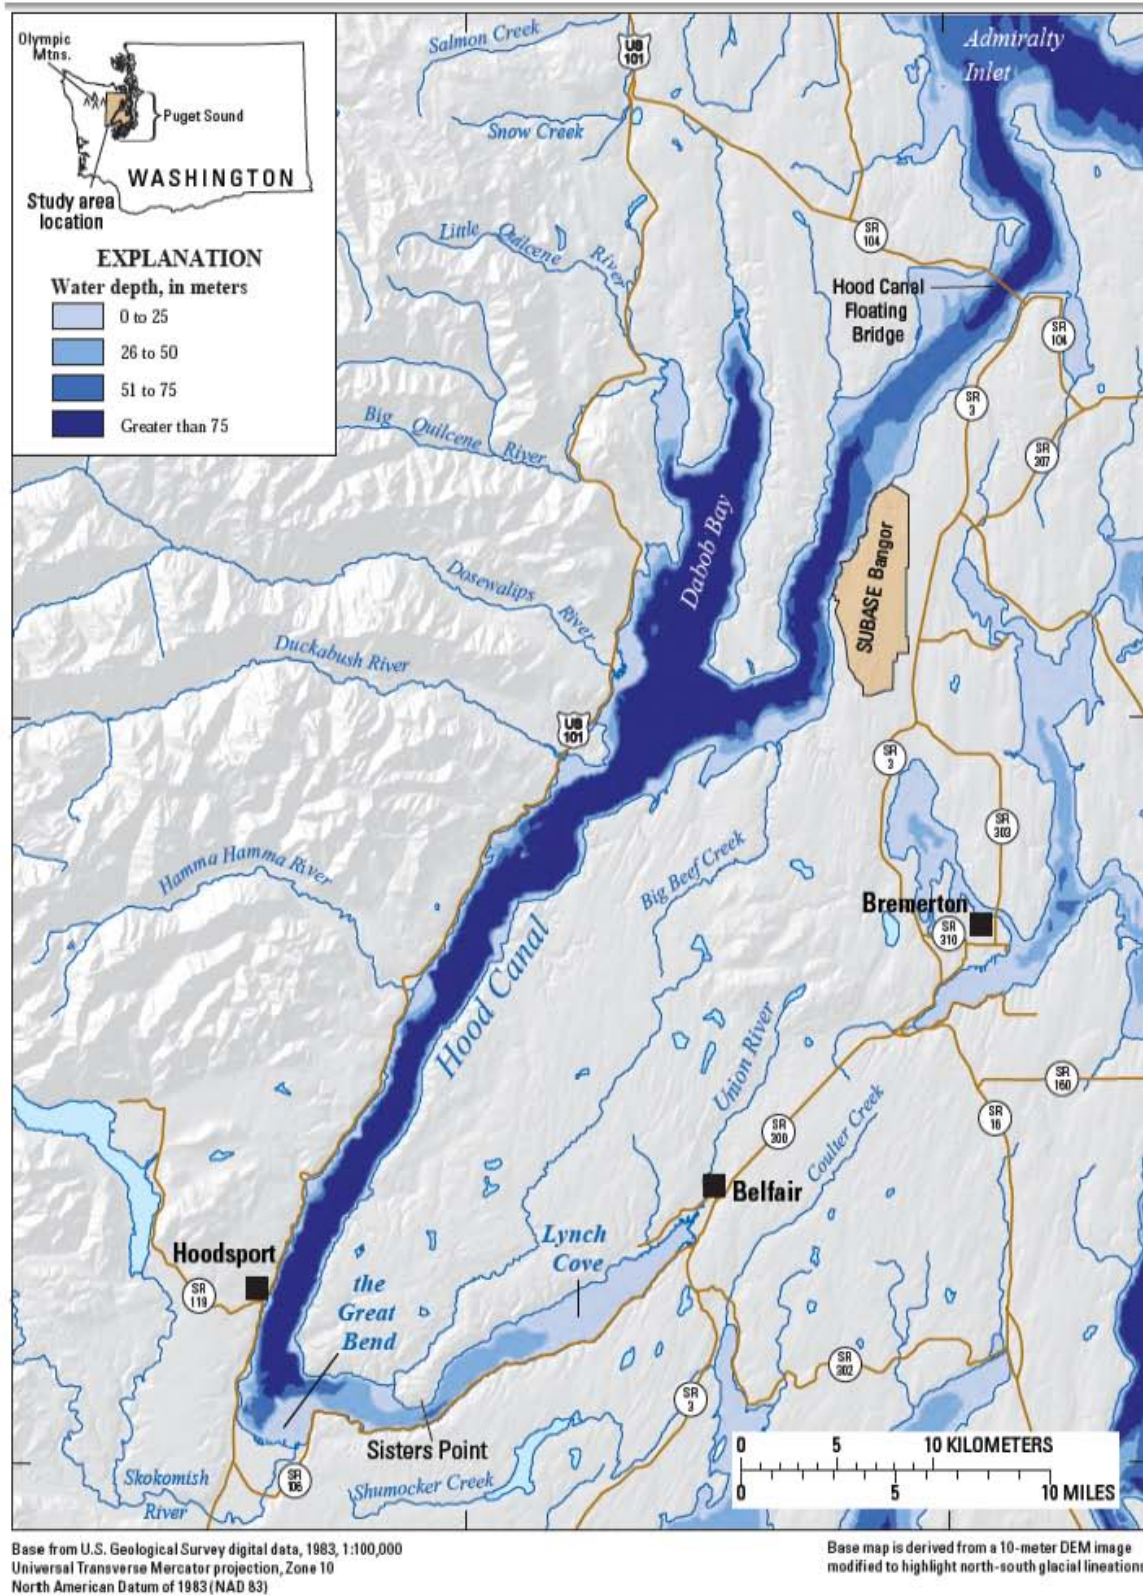 Olympic
Mtns.
Puget Sound
WASHINGTON
Study area
location
EXPLANATION
Water depth, in meters
0 to 25
26 to 50
51 to 75
Greater than 75
Salmon Creek
US
101
Admiralty
Inlet
Snow Creek
Little Quilcene River
SR
104
Hood Canal
Floating
Bridge
SR
104
SR
3
Big Quilcene River
SR
307
Dabob Bay
SUBASE Bangor
Dosewalips River
Duckabush River
US
101
SR
3
SR
303
Hamma Hamma River
Big Beef Creek
Bremerton
SR
310
Hood Canal
Union River
SR
160
SR
16
SR
300
Coulter Creek
Belfair
Lynch
Cove
Hoodsport
SR
119
the
Great
Bend
SR
302
SR
3
Sisters Point
Skokomish
River
SR
106
Shumocker Creek
0 5 10 KILOMETERS
0 5 10 MILES
Base from U.S. Geological Survey digital data, 1983, 1:100,000
Universal Transverse Mercator projection, Zone 10
North American Datum of 1983 (NAD 83)
Base map is derived from a 10-meter DEM image
modified to highlight north-south glacial lineations